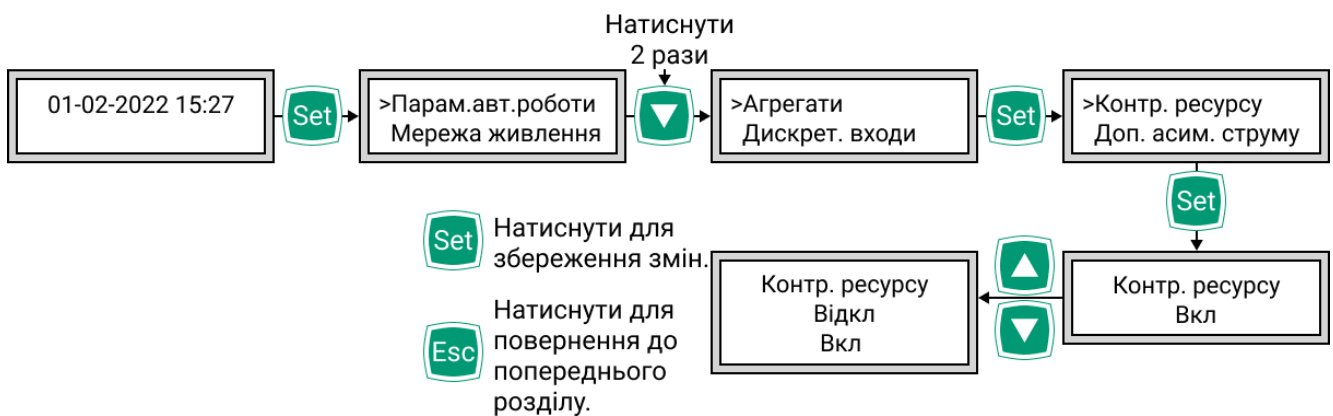 Натиснути
2 рази
01-02-2022 15:27
Set
>Парам.авт.роботи
Мережа живлення
>Агрегати
Дискрет. входи
Set
>Контр. ресурсу
Доп. асим. струму
Set
Set
Натиснути для
збереження змін.
Контр. ресурсу
Відкл
Вкл
Контр. ресурсу
Вкл
Esc
Натиснути для
повернення до
попереднього
розділу.